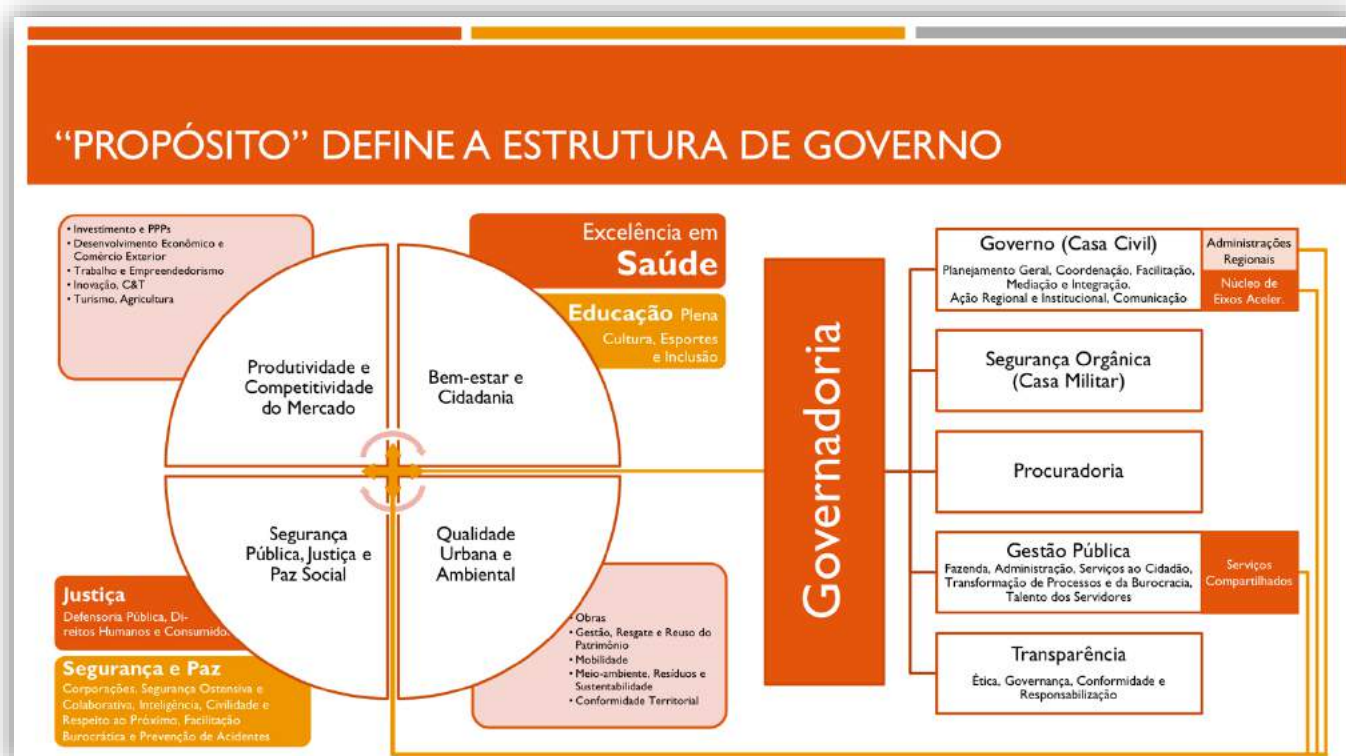 “PROPÓSITO” DEFINE A ESTRUTURA DE GOVERNO
• Investimento e PPPs
• Desenvolvimento Econômico e
Comércio Exterior
• Trabalho e Empreendedorismo
• Inovação, C&T
• Turismo, Agricultura
Produtividade e
Competitividade
do Mercado
Excelência em
Saúde
Educação Plena
Cultura, Esportes
e Inclusão
Bem-estar e
Cidadania
Segurança
Pública, Justiça e
Paz Social
Justiça
Defensoria Pública, Di-
reitos Humanos e Consumido.
Segurança e Paz
Corporações, Segurança Ostensiva e
Colaborativa, Inteligência, Civilidade e
Respeito ao Próximo, Facilitação
Burocrática e Prevenção de Acidentes
Qualidade
Urbana e
Ambiental
• Obras
• Gestão, Resgate e Reuso do
Patrimônio
• Mobilidade
• Meio-ambiente, Resíduos e
Sustentabilidade
• Conformidade Territorial
Governadoria
Governo (Casa Civil)
Planejamento Geral, Coordenação, Facilitação,
Mediação e Integração.
Ação Regional e Institucional, Comunicação
Administrações
Regionais
Núcleo de
Eixos Aceler.
Segurança Orgânica
(Casa Militar)
Procuradoria
Gestão Pública
Fazenda, Administração, Serviços ao Cidadão,
Transformação de Processos e da Burocracia,
Talento dos Servidores
Serviços
Compartilhados
Transparência
Ética, Governança, Conformidade e
Responsabilização